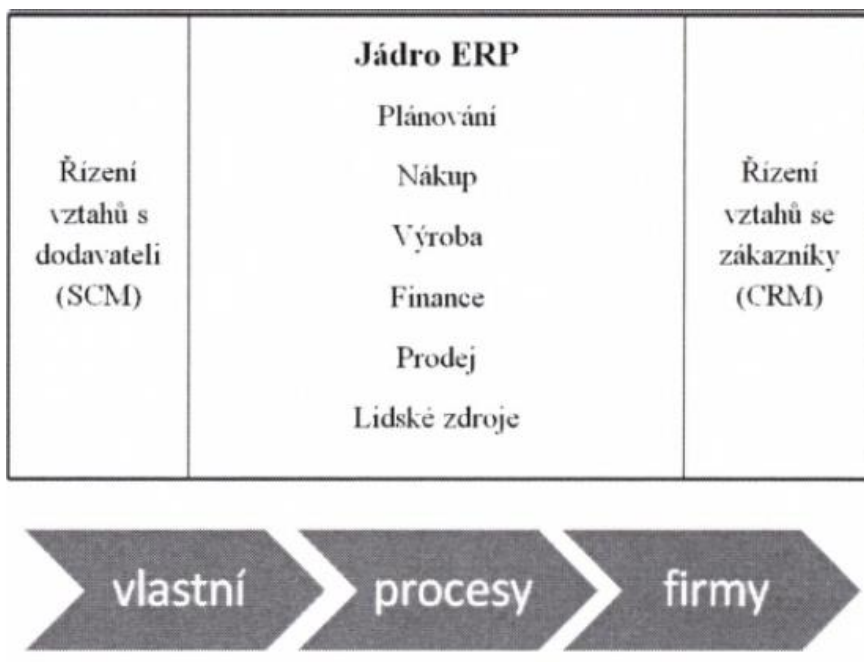 Řízení
vztahů s
dodavateli
(SCM)
Jádro ERP
Plánování
Nákup
Výroba
Finance
Prodej
Lidské zdroje
Řízení
vztahů se
zákazníky
(CRM)
vlastní
procesy
firmy